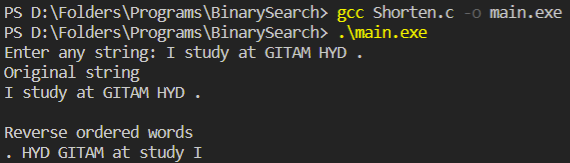 PS D:\Folders\Programs\BinarySearch> gcc Shorten.c -o main.exe
PS D:\Folders\Programs\BinarySearch> .\main.exe
Enter any string: I study at GITAM HYD .
Original string
I study at GITAM HYD .

Reverse ordered words
. HYD GITAM at study I